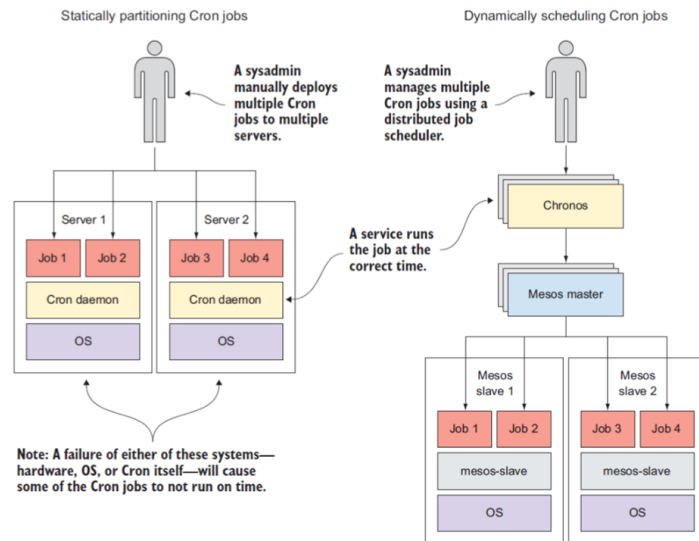 Statically partitioning Cron jobs
Dynamically scheduling Cron jobs
A sysadmin
manually deploys
multiple Cron
jobs to multiple
servers.
A sysadmin
manages multiple
Cron jobs using a
distributed job
scheduler.
Server 1
Server 2
Job 1
Job 2
Job 3
Job 4
Cron daemon
Cron daemon
OS
OS
A service runs
the job at the
correct time.
Chronos
Mesos master
Mesos
slave 1
Mesos
slave 2
Job 1
Job 2
Job 3
Job 4
mesos-slave
mesos-slave
OS
OS
Note: A failure of either of these systems—
hardware, OS, or Cron itself—will cause
some of the Cron jobs to not run on time.